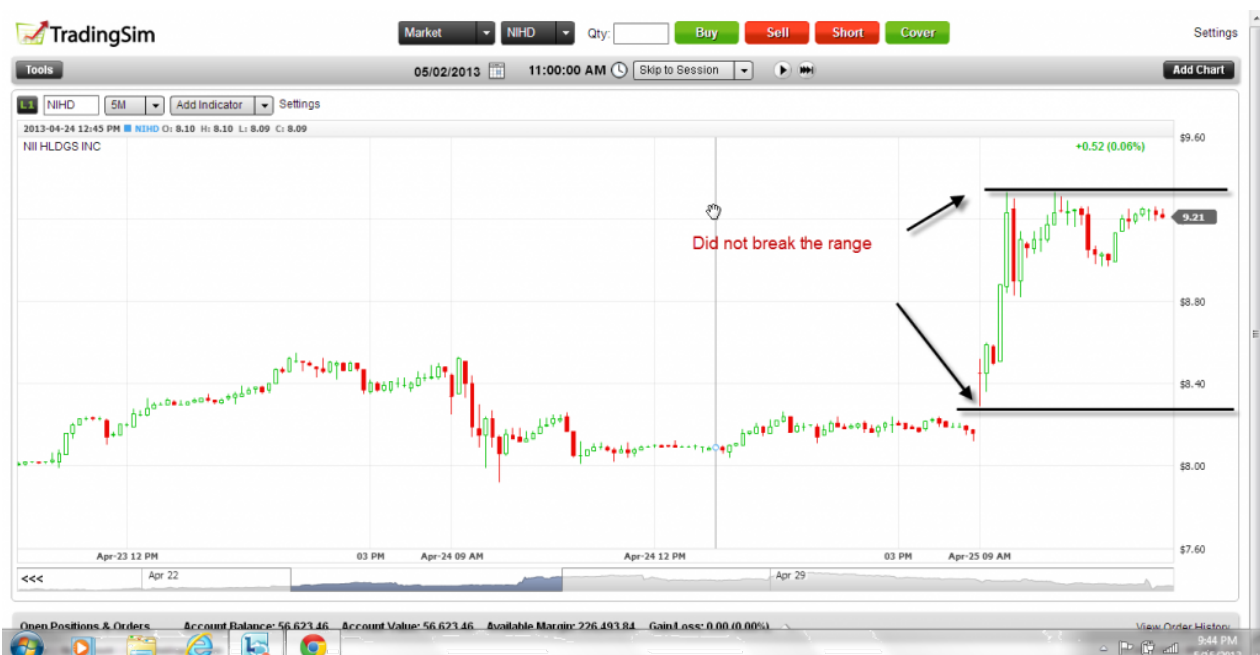 TradingSim Market NIHD Qty: Buy Sell Short Cover Settings
Tools 05/02/2013 11:00:00 AM Skip to Session Add Chart
L1 NIHD 5M Add Indicator Settings
2013-04-24 12:45 PM NIHD O: 8.10 H: 8.10 L: 8.09 C: 8.09
NII HLDGS INC
+0.52 (0.06%)
$9.60
9.21
Did not break the range
$8.80
$8.40
$8.00
$7.60
Apr-23 12 PM 03 PM Apr-24 09 AM Apr-24 12 PM 03 PM Apr-25 09 AM
<<< Apr 22 Apr 29
Open Positions & Orders Account Balance: 56,623.46 Account Value: 56,623.46 Available Margin: 226,493.84 Gain/Loss: 0.00 (0.00%) View Order History
9:44 PM